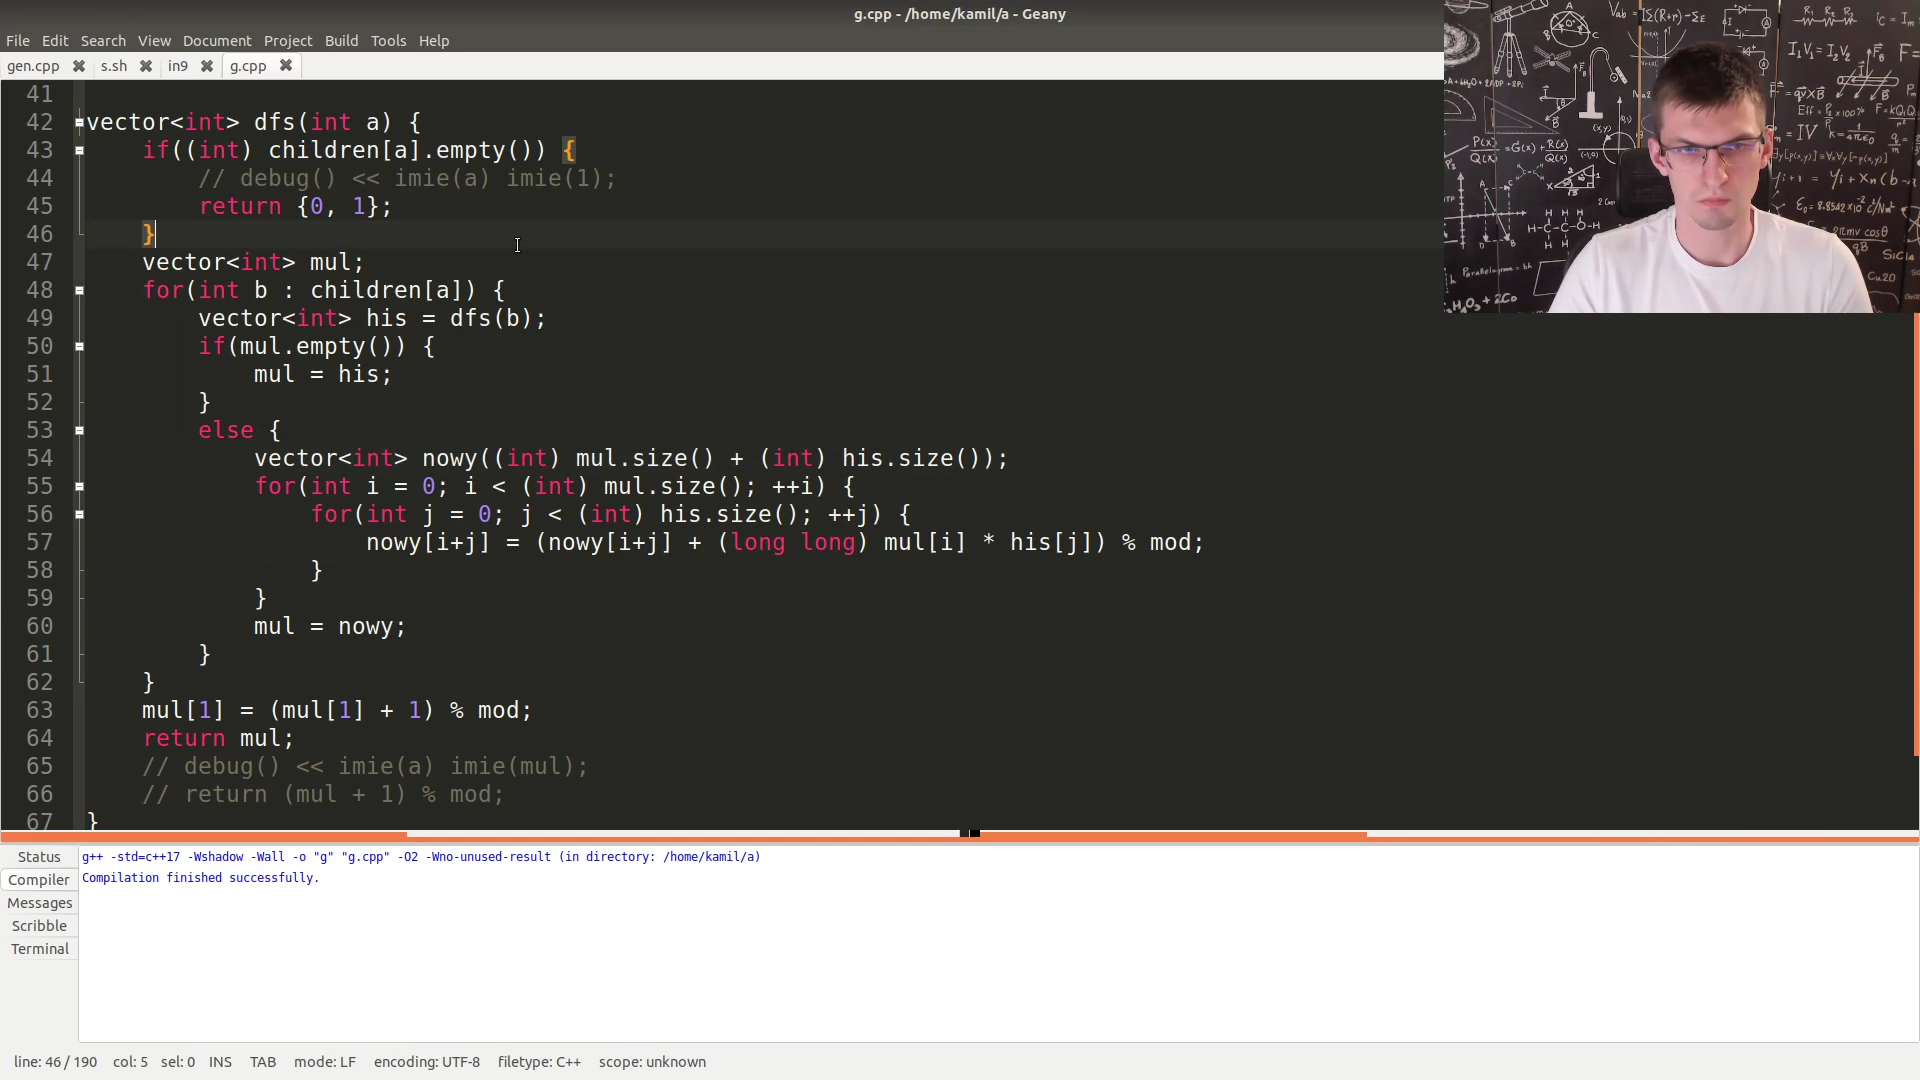 g.cpp - /home/kamil/a - Geany
File Edit Search View Document Project Build Tools Help
gen.cpp s.sh in9 g.cpp
41
42 vector<int> dfs(int a) {
43 if((int) children[a].empty()) {
44 // debug() << imie(a) imie(1);
45 return {0, 1};
46 }
47 vector<int> mul;
48 for(int b : children[a]) {
49 vector<int> his = dfs(b);
50 if(mul.empty()) {
51 mul = his;
52 }
53 else {
54 vector<int> nowy((int) mul.size() + (int) his.size());
55 for(int i = 0; i < (int) mul.size(); ++i) {
56 for(int j = 0; j < (int) his.size(); ++j) {
57 nowy[i+j] = (nowy[i+j] + (long long) mul[i] * his[j]) % mod;
58 }
59 }
60 mul = nowy;
61 }
62 }
63 mul[1] = (mul[1] + 1) % mod;
64 return mul;
65 // debug() << imie(a) imie(mul);
66 // return (mul + 1) % mod;
67 }
Status
Compiler
Messages
Scribble
Terminal
g++ -std=c++17 -Wshadow -Wall -o "g" "g.cpp" -O2 -Wno-unused-result (in directory: /home/kamil/a)
Compilation finished successfully.
line: 46 / 190 col: 5 sel: 0 INS TAB mode: LF encoding: UTF-8 filetype: C++ scope: unknown